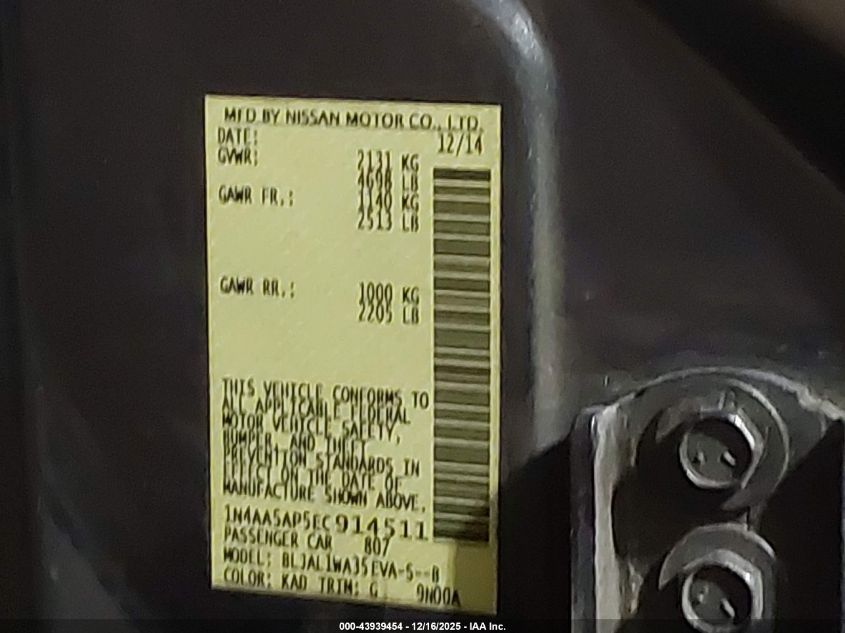 MFD BY NISSAN MOTOR CO., LTD.
DATE: 12/14
GVWR: 2131 KG
4698 LB
GAWR FR.: 1140 KG
2513 LB
GAWR RR.: 1000 KG
2205 LB
THIS VEHICLE CONFORMS TO
ALL APPLICABLE FEDERAL
MOTOR VEHICLE SAFETY,
BUMPER, AND THEFT
PREVENTION STANDARDS IN
EFFECT ON THE DATE OF
MANUFACTURE SHOWN ABOVE.
1N4AA5AP5EC914511
PASSENGER CAR 807
MODEL: BLJAL1WA35EVA-S--B
COLOR: KAD TRIM: G 9N00A
000-43939454 - 12/16/2025 - IAA Inc.